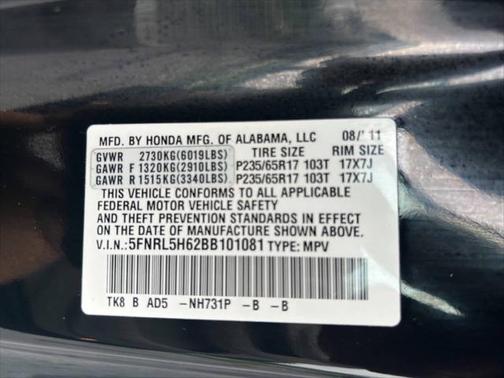 MFD. BY HONDA MFG. OF ALABAMA, LLC 08/'11
GVWR 2730KG(6019LBS) TIRE SIZE RIM SIZE
GAWR F 1320KG(2910LBS) P235/65R17 103T 17X7J
GAWR R 1515KG(3340LBS) P235/65R17 103T 17X7J
THIS VEHICLE CONFORMS TO ALL APPLICABLE
FEDERAL MOTOR VEHICLE SAFETY
AND THEFT PREVENTION STANDARDS IN EFFECT
ON THE DATE OF MANUFACTURE SHOWN ABOVE.
V.I.N.: 5FNRL5H62BB101081 TYPE: MPV
TK8 B AD5 -NH731P -B -B